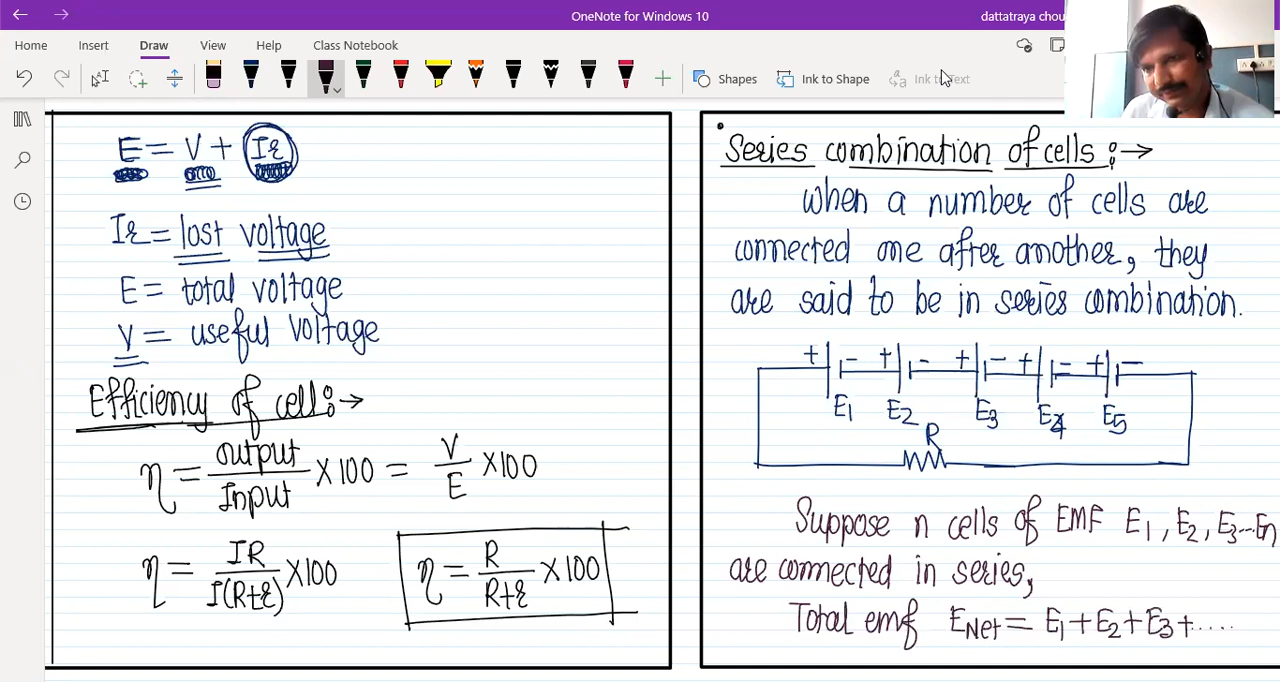 OneNote for Windows 10
dattatraya chou
Home Insert Draw View Help Class Notebook
Shapes Ink to Shape Ink to Text
E = V + Ir
Ir = lost voltage
E = total voltage
V = useful voltage
Efficiency of cell:→
η = output/Input × 100 = V/E × 100
η = IR/I(R+r) × 100
η = R/R+r × 100
Series combination of cells:→
when a number of cells are
connected one after another, they
are said to be in series combination.
+ - + - + - + - + -
E1 E2 E3 E4 E5
R
Suppose n cells of EMF E1, E2, E3...En
are connected in series,
Total emf ENet = E1+E2+E3+.....